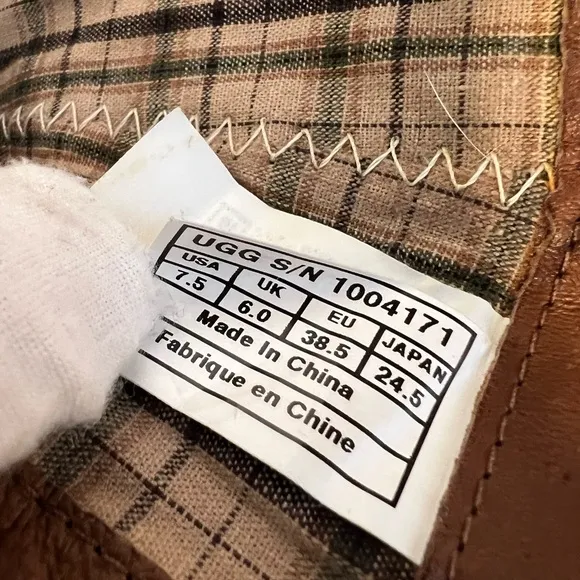 UGG S/N 1004171
USA UK EU JAPAN
7.5 6.0 38.5 24.5
Made In China
Fabrique en Chine